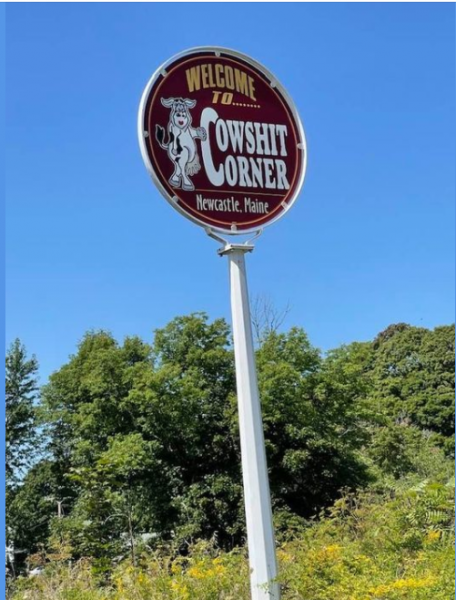 WELCOME
TO........
COWSHIT
CORNER
Newcastle, Maine